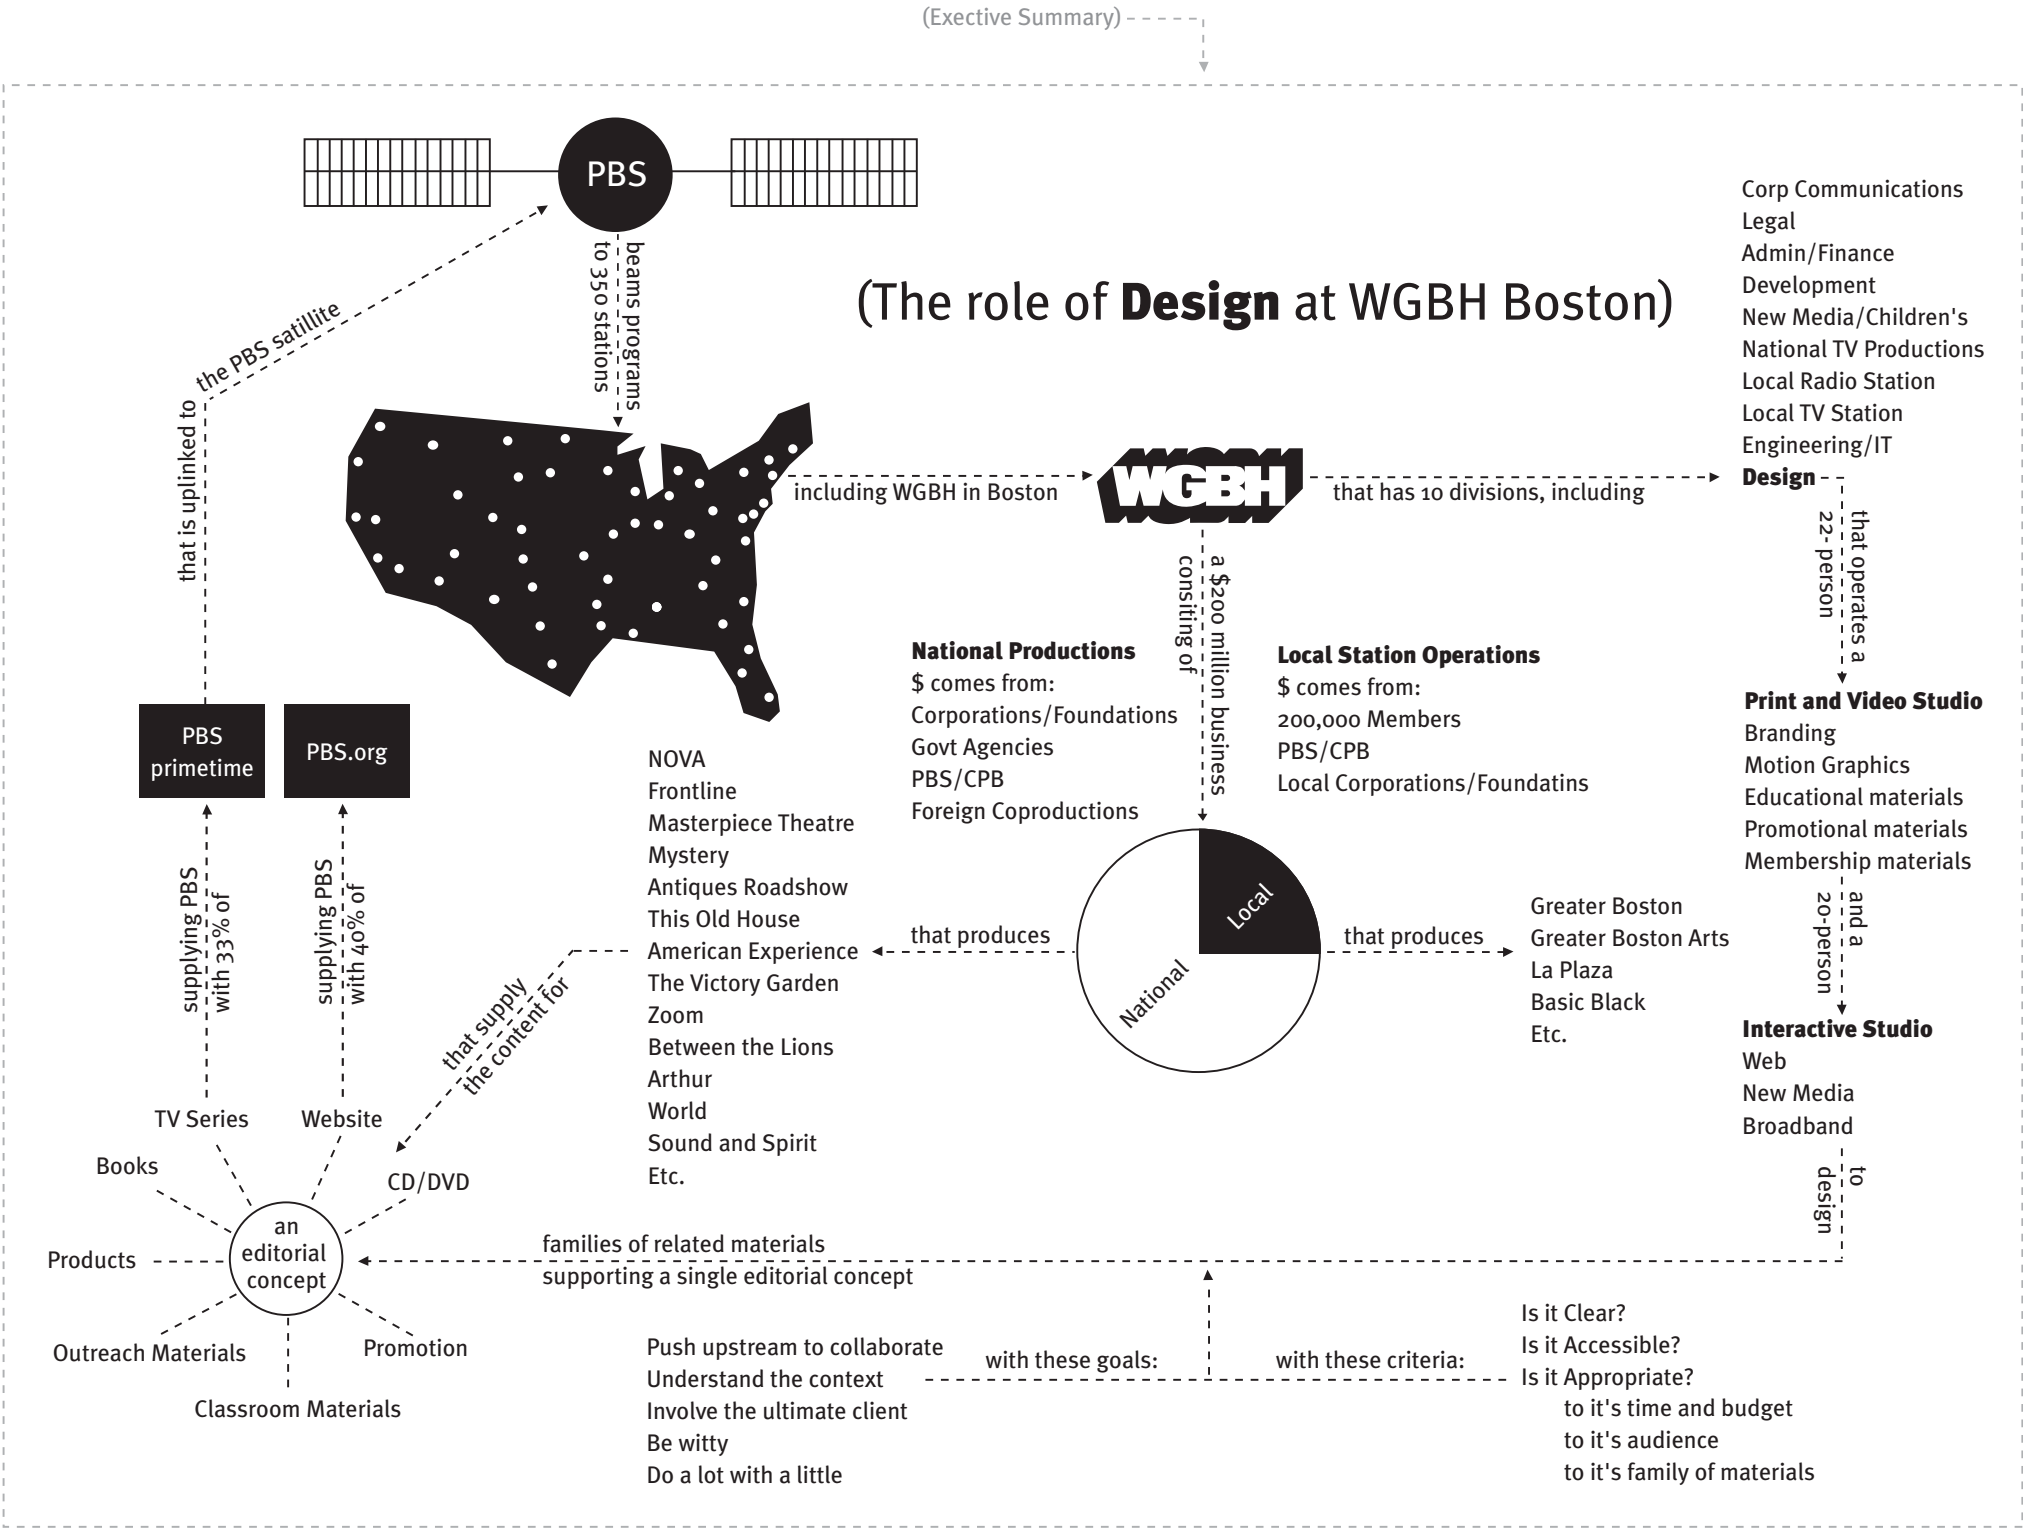 (Exective Summary)
PBS
beams programs
to 350 stations
the PBS satillite
that is uplinked to
(The role of Design at WGBH Boston)
including WGBH in Boston
WGBH
that has 10 divisions, including
Corp Communications
Legal
Admin/Finance
Development
New Media/Children's
National TV Productions
Local Radio Station
Local TV Station
Engineering/IT
Design
that operates a
22- person
Print and Video Studio
Branding
Motion Graphics
Educational materials
Promotional materials
Membership materials
and a
20-person
Interactive Studio
Web
New Media
Broadband
to
design
a $200 million business
consiting of
National Productions
$ comes from:
Corporations/Foundations
Govt Agencies
PBS/CPB
Foreign Coproductions
Local Station Operations
$ comes from:
200,000 Members
PBS/CPB
Local Corporations/Foundatins
Local
National
that produces
Greater Boston
Greater Boston Arts
La Plaza
Basic Black
Etc.
that produces
NOVA
Frontline
Masterpiece Theatre
Mystery
Antiques Roadshow
This Old House
American Experience
The Victory Garden
Zoom
Between the Lions
Arthur
World
Sound and Spirit
Etc.
that supply
the content for
PBS
primetime
PBS.org
supplying PBS
with 33% of
supplying PBS
with 40% of
TV Series
Website
Books
CD/DVD
an
editorial
concept
Products
Outreach Materials
Promotion
Classroom Materials
families of related materials
supporting a single editorial concept
Push upstream to collaborate
Understand the context
Involve the ultimate client
Be witty
Do a lot with a little
with these goals:
with these criteria:
Is it Clear?
Is it Accessible?
Is it Appropriate?
to it's time and budget
to it's audience
to it's family of materials